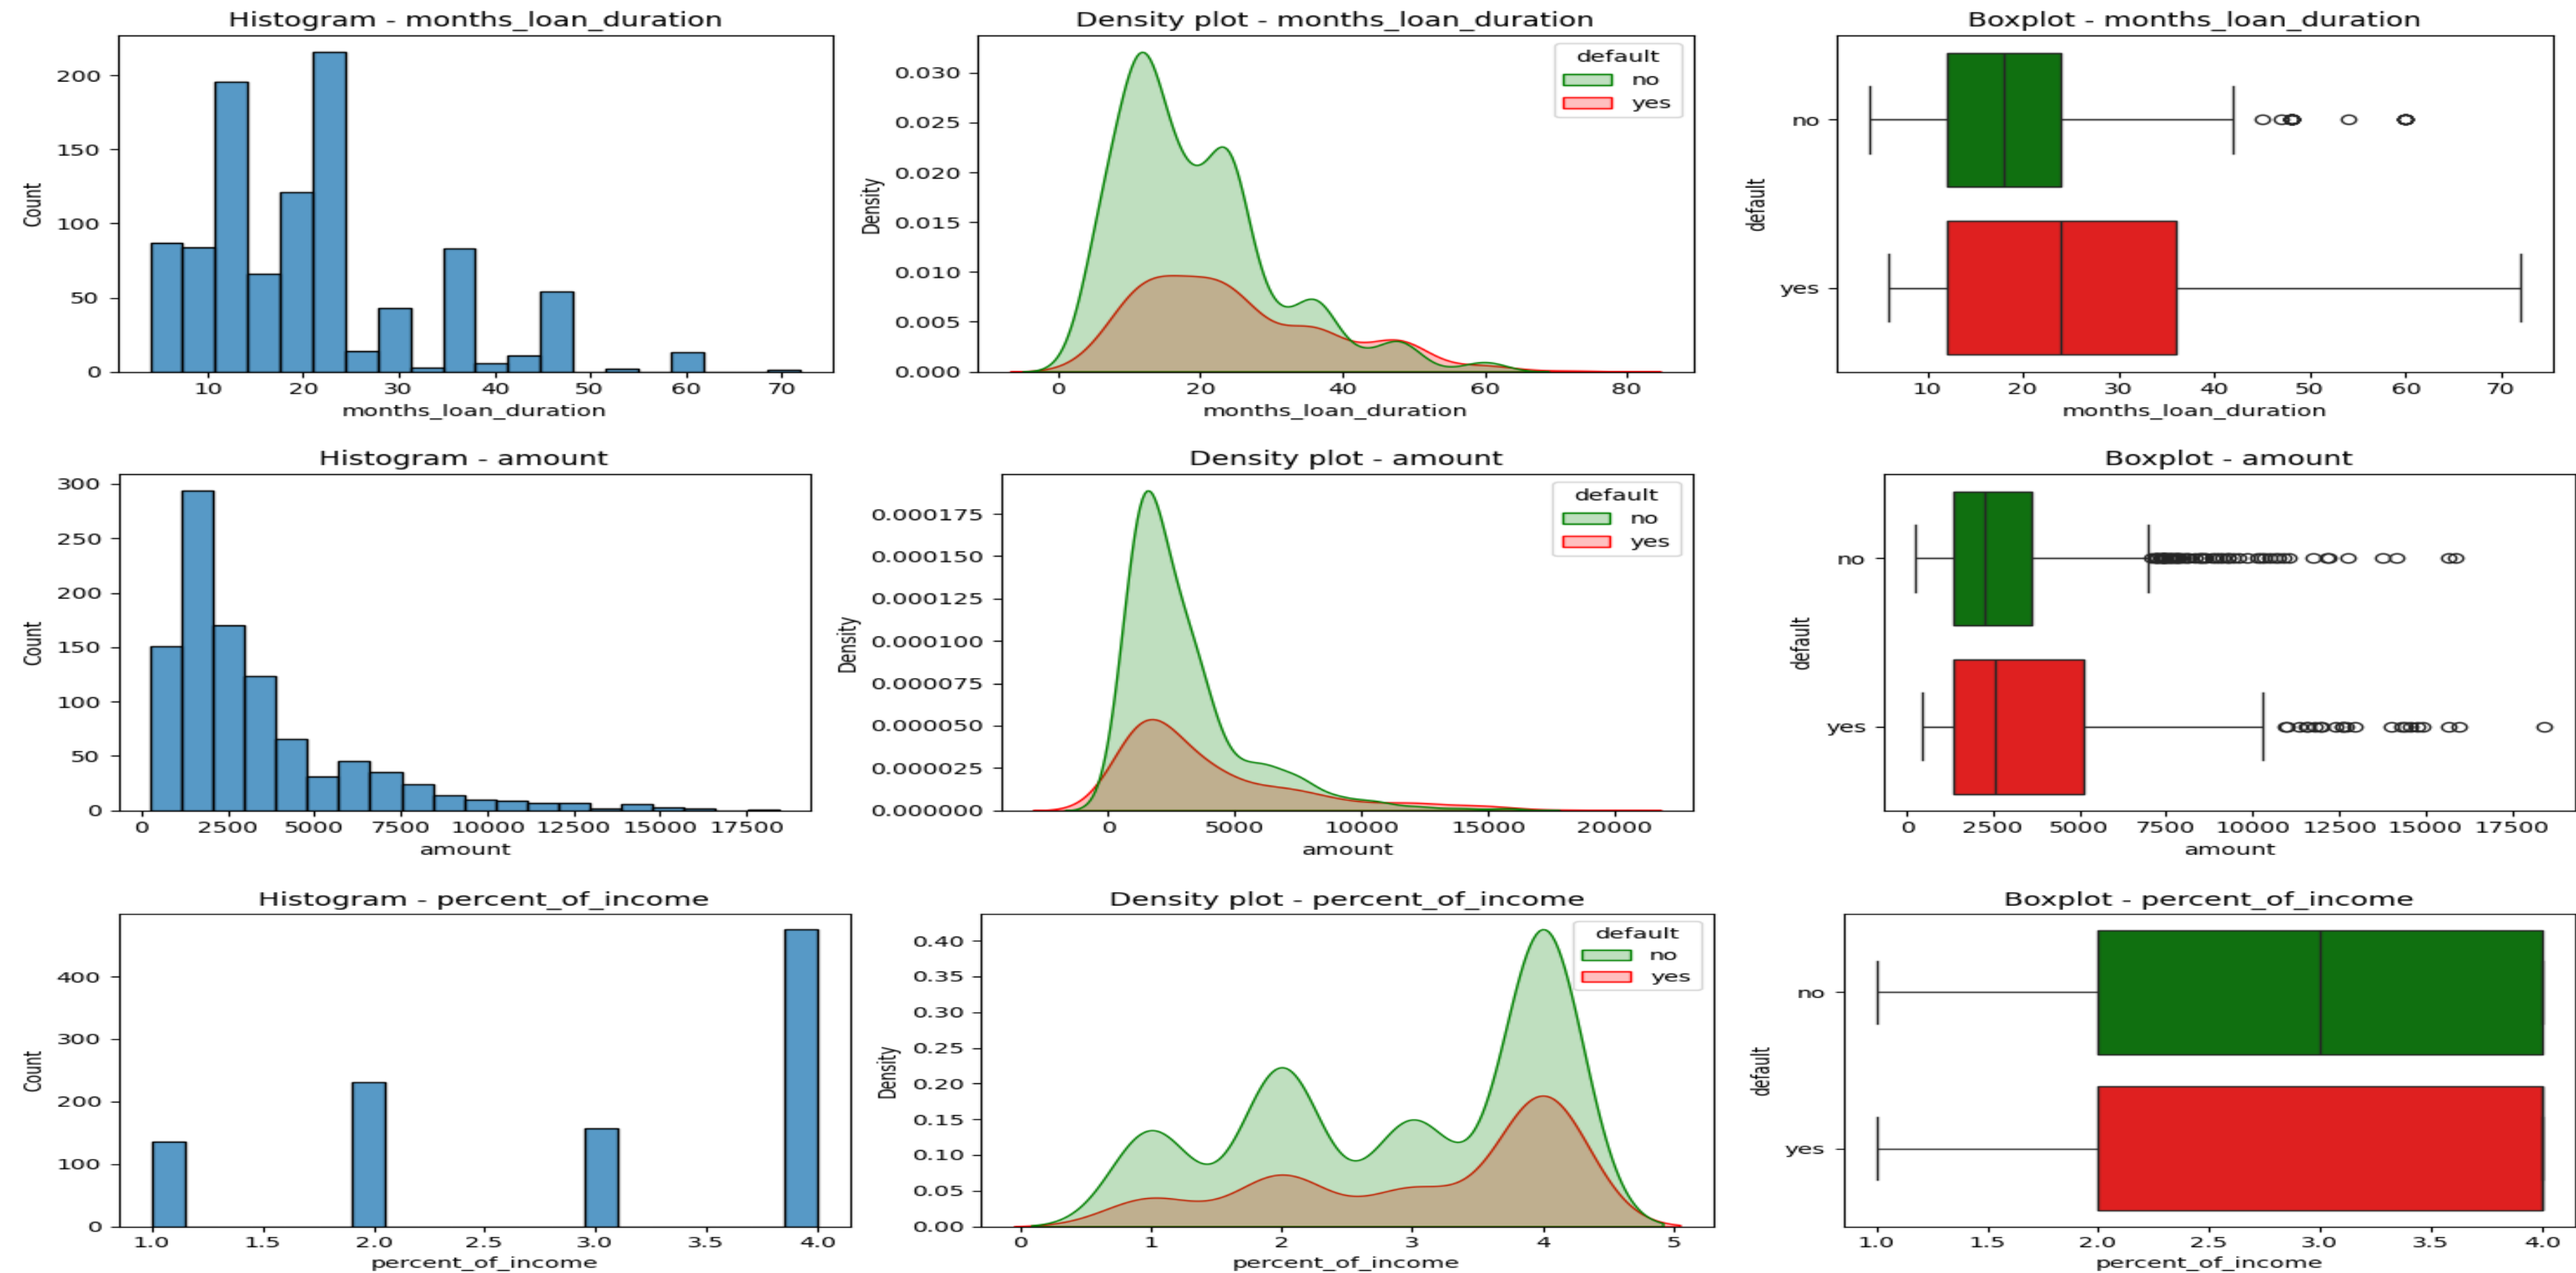 Histogram - months_loan_duration
Count
200
150
100
50
0
10 20 30 40 50 60 70
months_loan_duration
Density plot - months_loan_duration
Density
0.030
0.025
0.020
0.015
0.010
0.005
0.000
0 20 40 60 80
months_loan_duration
default
no
yes
Boxplot - months_loan_duration
default
no
yes
10 20 30 40 50 60 70
months_loan_duration
Histogram - amount
Count
300
250
200
150
100
50
0
0 2500 5000 7500 10000 12500 15000 17500
amount
Density plot - amount
Density
0.000175
0.000150
0.000125
0.000100
0.000075
0.000050
0.000025
0.000000
0 5000 10000 15000 20000
amount
default
no
yes
Boxplot - amount
default
no
yes
0 2500 5000 7500 10000 12500 15000 17500
amount
Histogram - percent_of_income
Count
400
300
200
100
0
1.0 1.5 2.0 2.5 3.0 3.5 4.0
percent_of_income
Density plot - percent_of_income
Density
0.40
0.35
0.30
0.25
0.20
0.15
0.10
0.05
0.00
0 1 2 3 4 5
percent_of_income
default
no
yes
Boxplot - percent_of_income
default
no
yes
1.0 1.5 2.0 2.5 3.0 3.5 4.0
percent_of_income